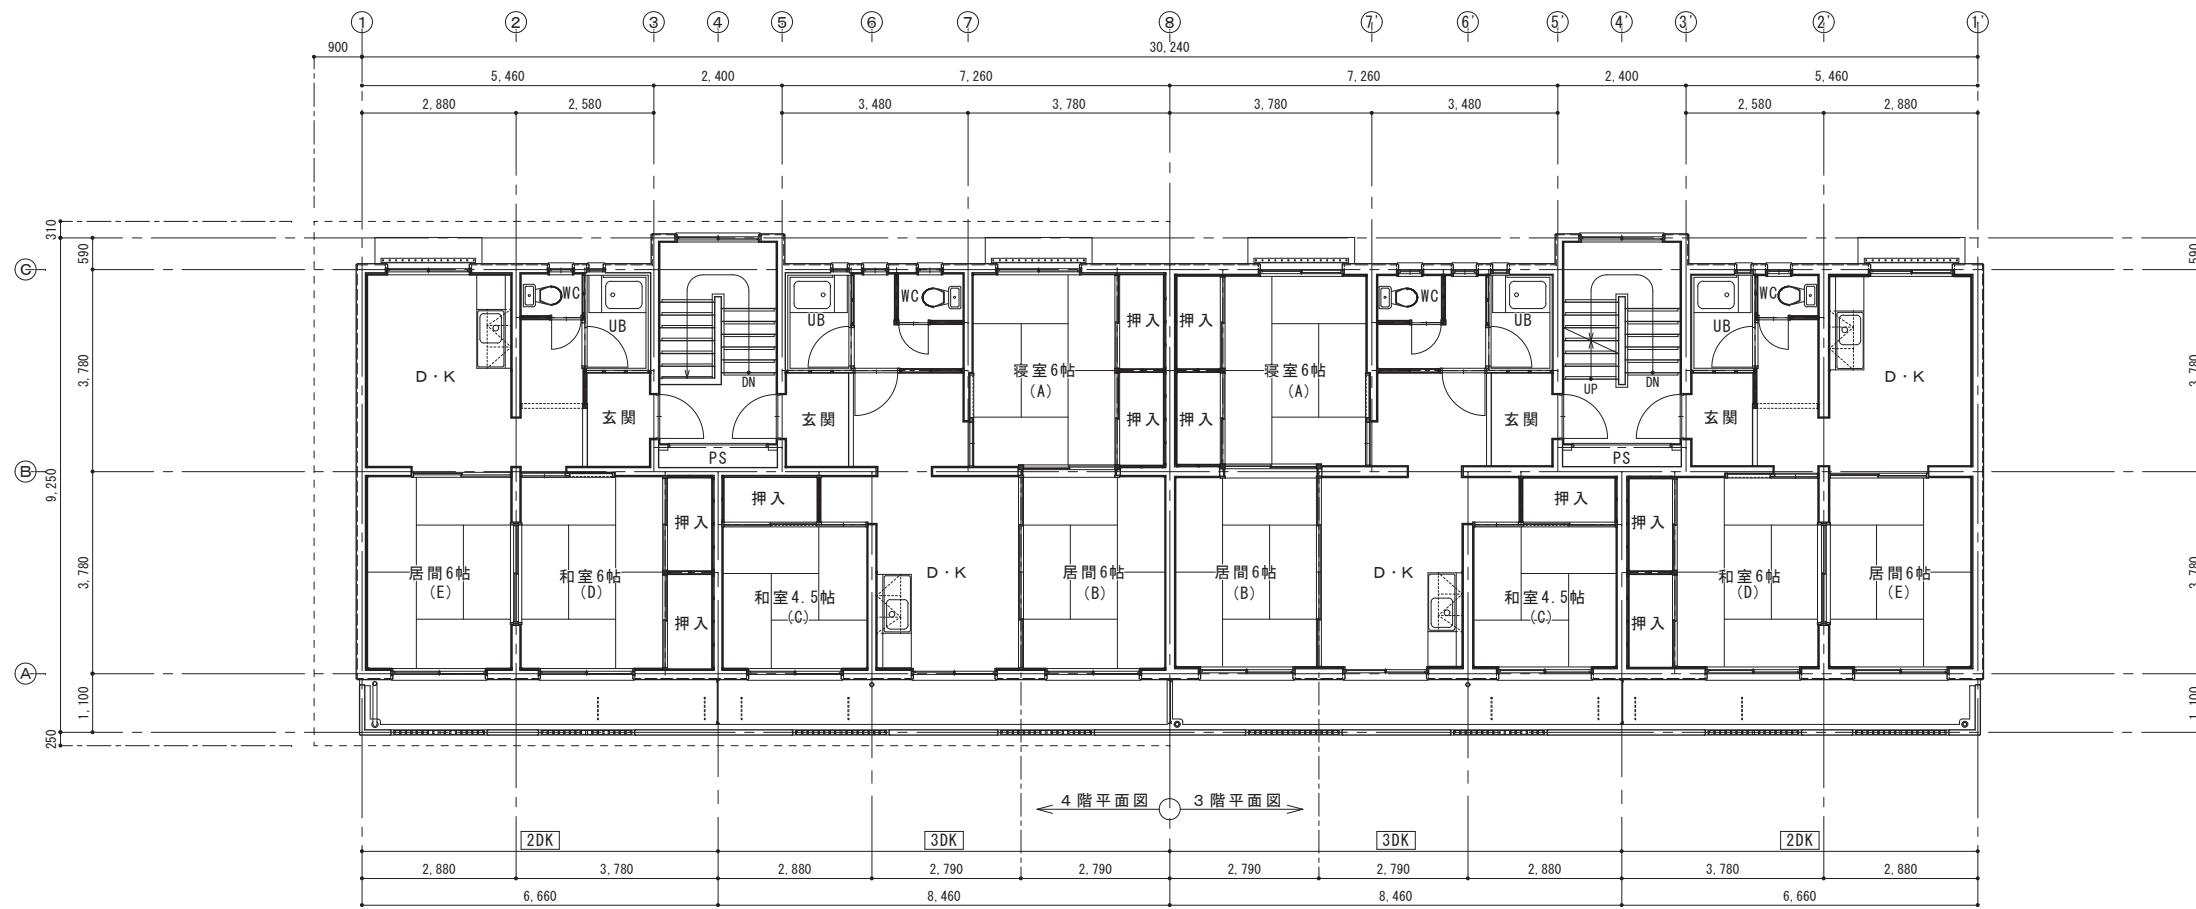 ① ② ③ ④ ⑤ ⑥ ⑦ ⑧ ⑦' ⑥' ⑤' ④' ③' ②' ①'
900 30,240
5,460 2,400 7,260 7,260 2,400 5,460
2,880 2,580 3,480 3,780 3,780 3,480 2,580 2,880
310
590 590
Ⓒ
WC WC WC WC
UB UB UB UB
押入 押入
3,780 3,780
D・K 寝室6帖 寝室6帖 D・K
(A) (A)
DN UP DN
玄関 玄関 押入 押入 玄関 玄関
PS PS
Ⓑ
9,250
押入 押入
押入 押入
3,780 3,780
居間6帖 和室6帖 D・K 居間6帖 居間6帖 D・K 和室6帖 居間6帖
(E) (D) (B) (B) (D) (E)
和室4.5帖 和室4.5帖
(C) (C)
押入 押入
Ⓐ
1,100 1,100
250
4階平面図 3階平面図
2DK 3DK 3DK 2DK
2,880 3,780 2,880 2,790 2,790 2,790 2,790 2,880 3,780 2,880
6,660 8,460 8,460 6,660